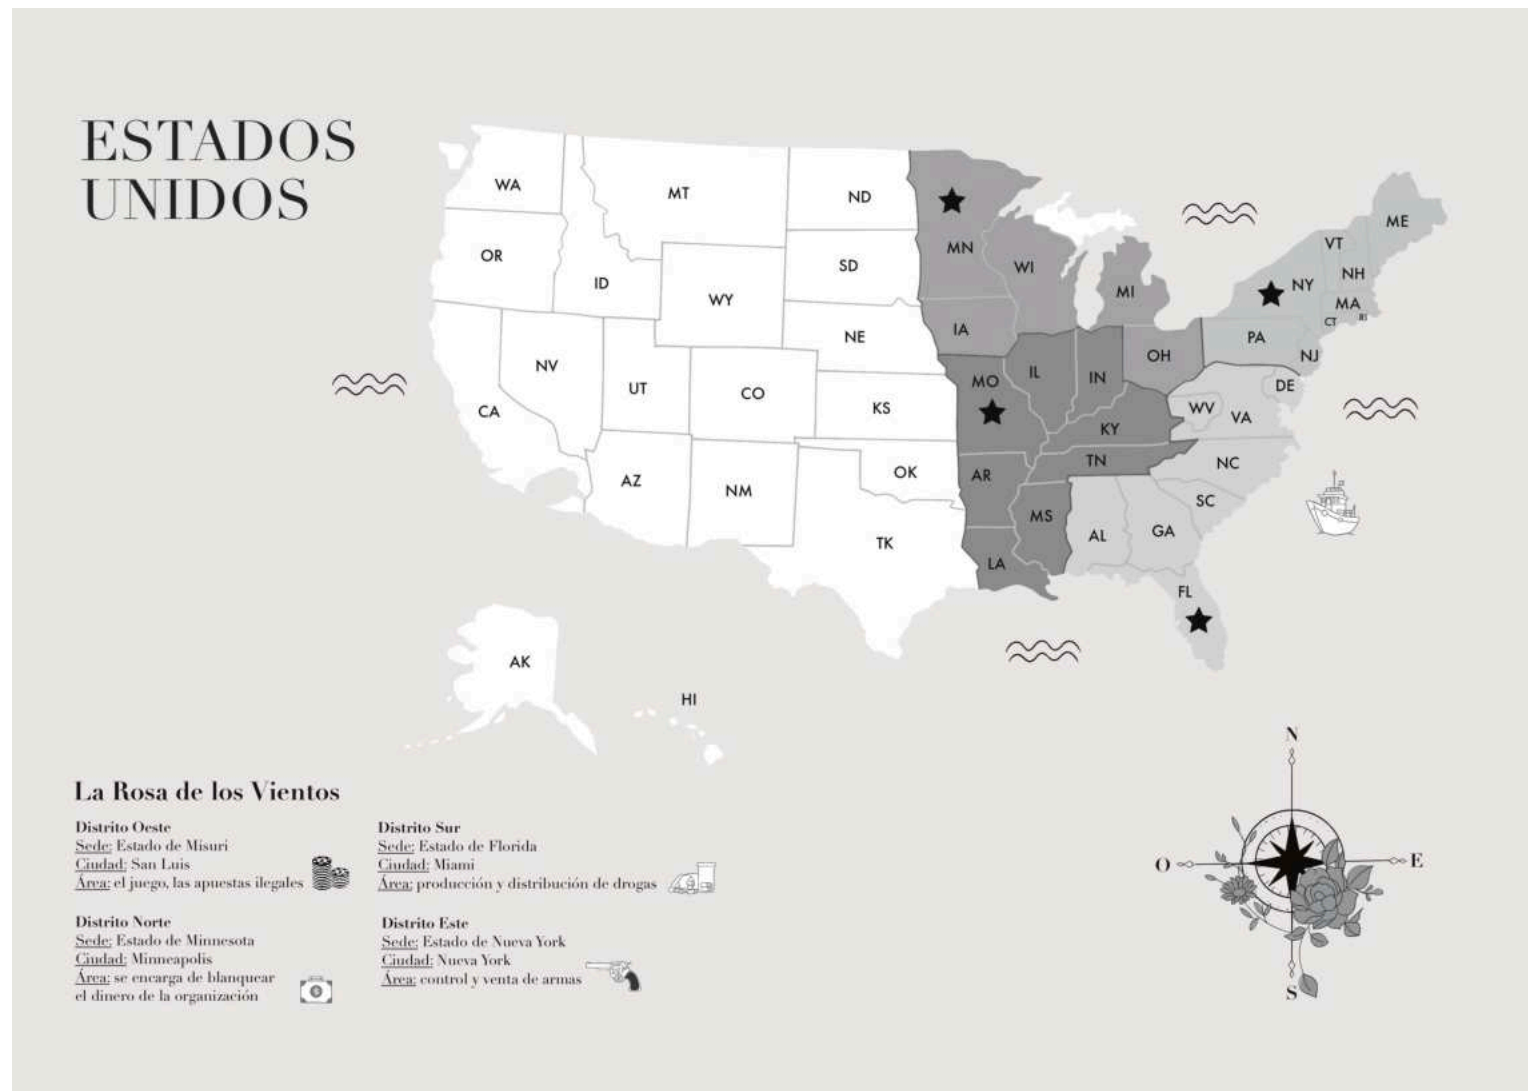 ESTADOS
UNIDOS
WA
MT
ND
MN
ME
OR
ID
SD
WI
VT
NH
NY
MA
CT
RI
WY
MI
IA
PA
NJ
NE
NV
UT
CO
CA
KS
MO
IL
IN
OH
DE
WV
VA
KY
TN
NC
AZ
NM
OK
AR
SC
MS
AL
GA
TK
LA
FL
AK
HI
La Rosa de los Vientos
Distrito Oeste
Sede: Estado de Misuri
Ciudad: San Luis
Área: el juego, las apuestas ilegales
Distrito Sur
Sede: Estado de Florida
Ciudad: Miami
Área: producción y distribución de drogas
Distrito Norte
Sede: Estado de Minnesota
Ciudad: Minneapolis
Área: se encarga de blanquear
el dinero de la organización
Distrito Este
Sede: Estado de Nueva York
Ciudad: Nueva York
Área: control y venta de armas
N
O
E
S